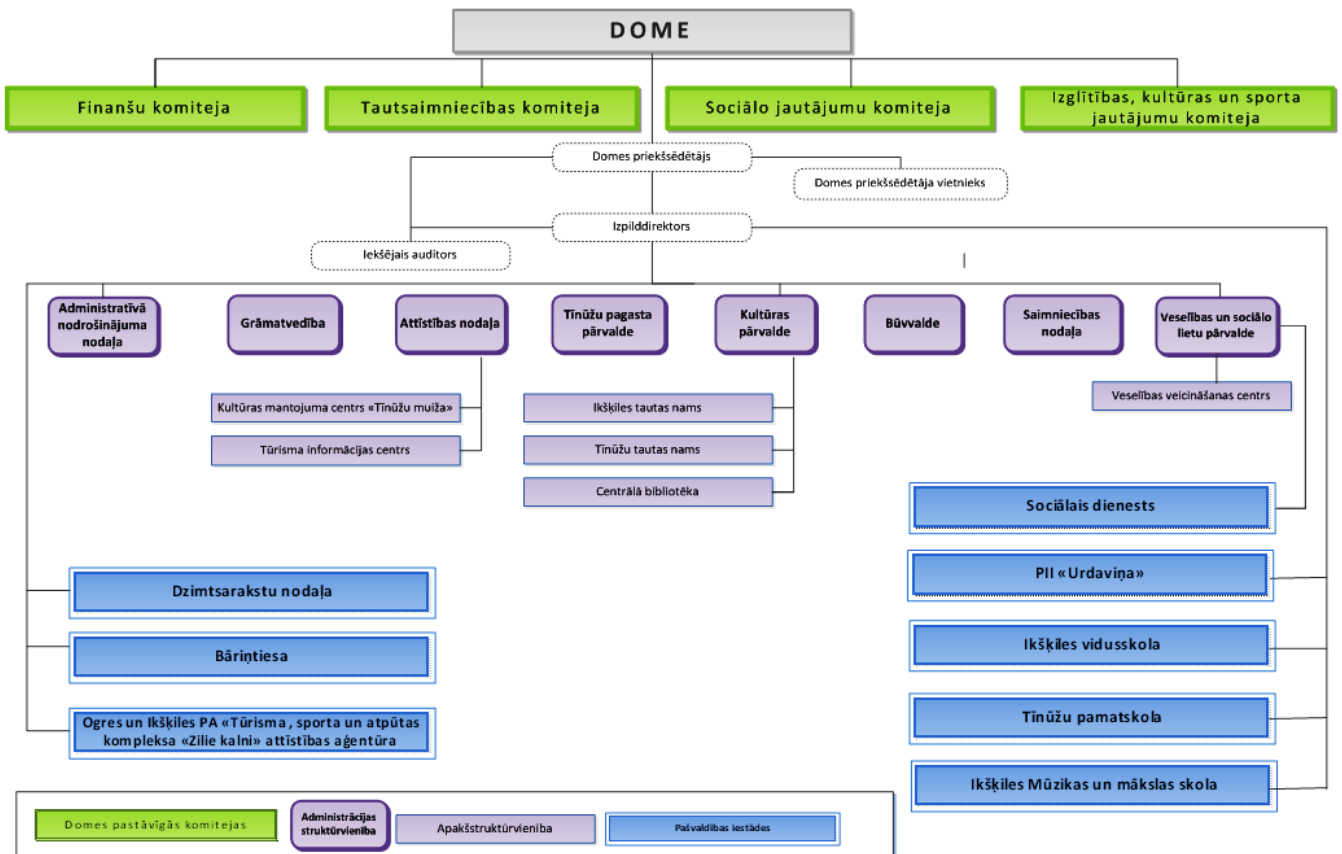 DOME
Finanšu komiteja
Tautsaimniecības komiteja
Sociālo jautājumu komiteja
Izglītības, kultūras un sporta
jautājumu komiteja
Domes priekšsēdētājs
Domes priekšsēdētāja vietnieks
Izpilddirektors
Iekšējais auditors
Administratīvā
nodrošinājuma
nodaļa
Grāmatvedība
Attīstības nodaļa
Tīnūžu pagasta
pārvalde
Kultūras
pārvalde
Būvvalde
Saimniecības
nodaļa
Veselības un sociālo
lietu pārvalde
Kultūras mantojuma centrs «Tīnūžu muiža»
Tūrisma informācijas centrs
Ikšķiles tautas nams
Tīnūžu tautas nams
Centrālā bibliotēka
Veselības veicināšanas centrs
Sociālais dienests
PII «Urdaviņa»
Ikšķiles vidusskola
Tīnūžu pamatskola
Ikšķiles Mūzikas un mākslas skola
Dzimtsarakstu nodaļa
Bāriņtiesa
Ogres un Ikšķiles PA «Tūrisma, sporta un atpūtas
kompleksa «Zilie kalni» attīstības aģentūra
Domes pastāvīgās komitejas
Administrācijas
struktūrvienība
Apakšstruktūrvienība
Pašvaldības iestādes